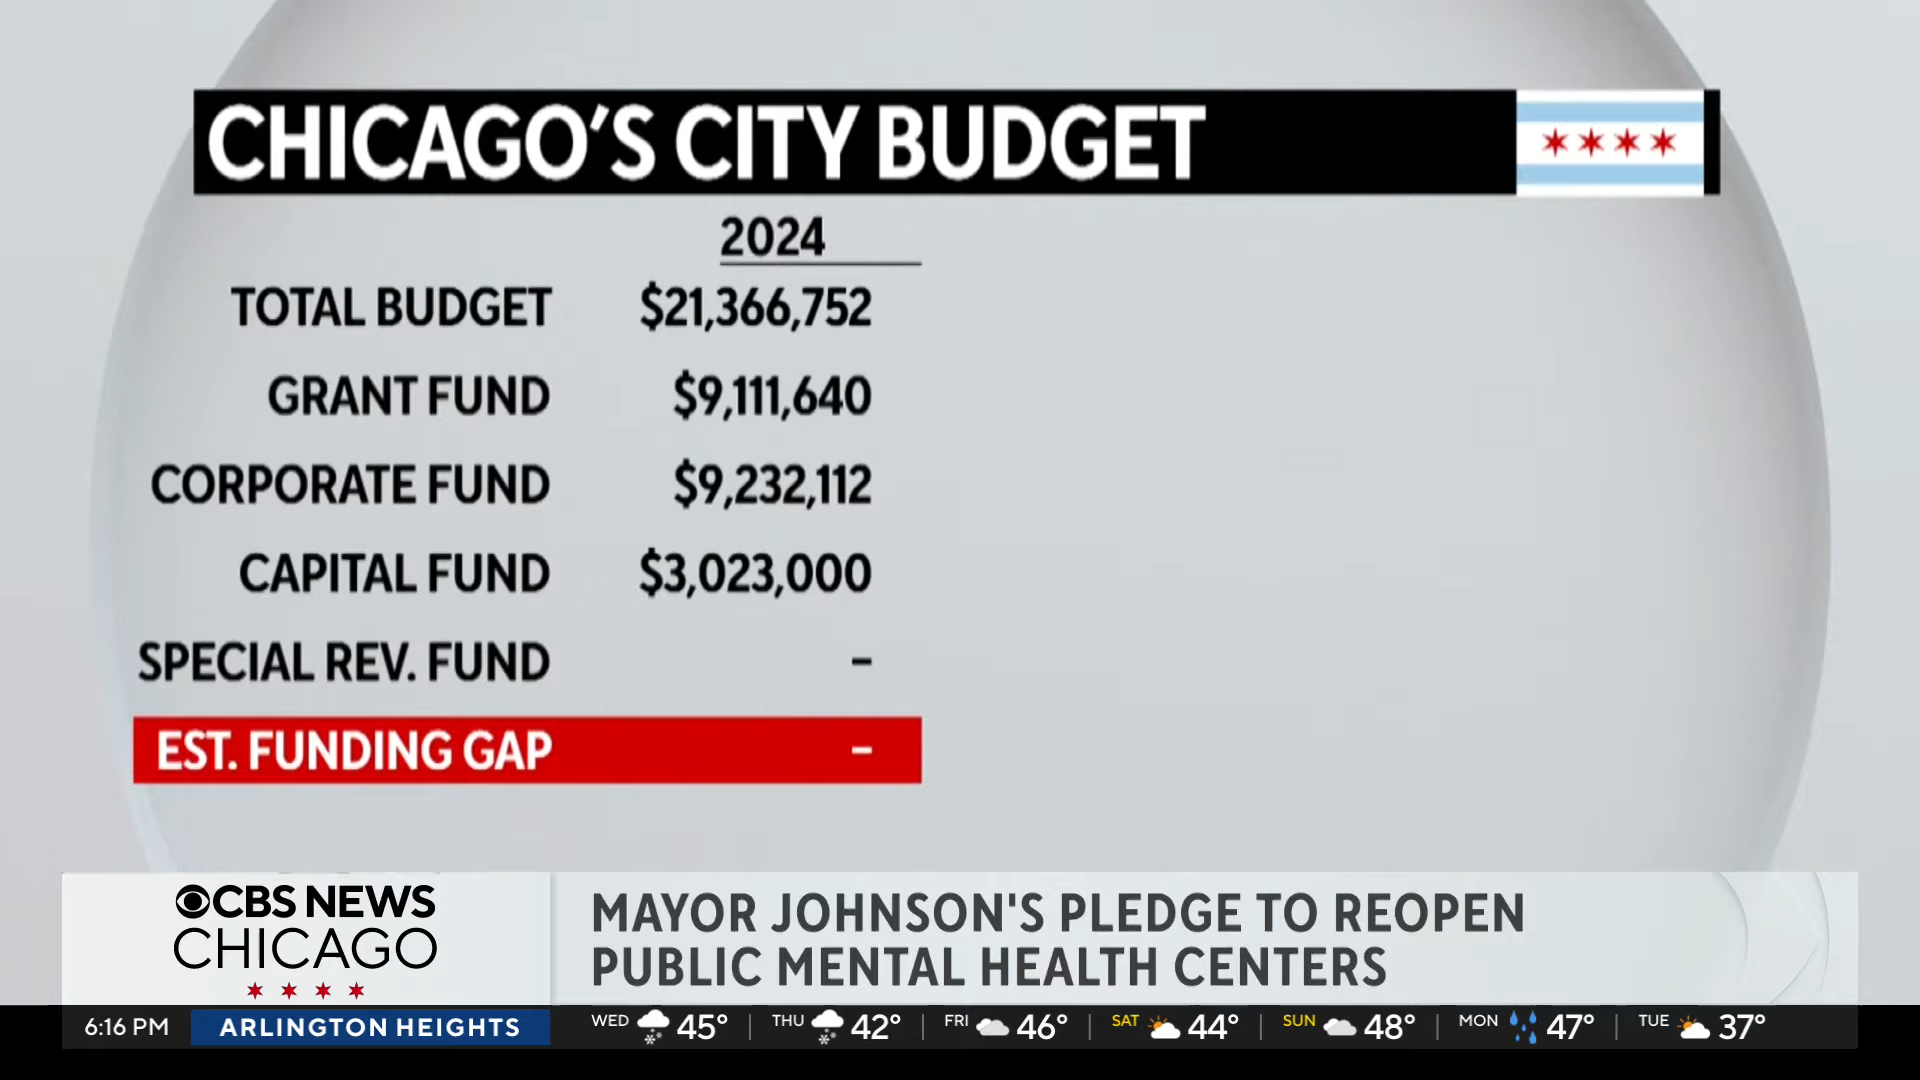 CHICAGO'S CITY BUDGET
2024
TOTAL BUDGET $21,366,752
GRANT FUND $9,111,640
CORPORATE FUND $9,232,112
CAPITAL FUND $3,023,000
SPECIAL REV. FUND –
EST. FUNDING GAP –
CBS NEWS
CHICAGO
MAYOR JOHNSON'S PLEDGE TO REOPEN
PUBLIC MENTAL HEALTH CENTERS
6:16 PM ARLINGTON HEIGHTS WED 45° THU 42° FRI 46° SAT 44° SUN 48° MON 47° TUE 37°